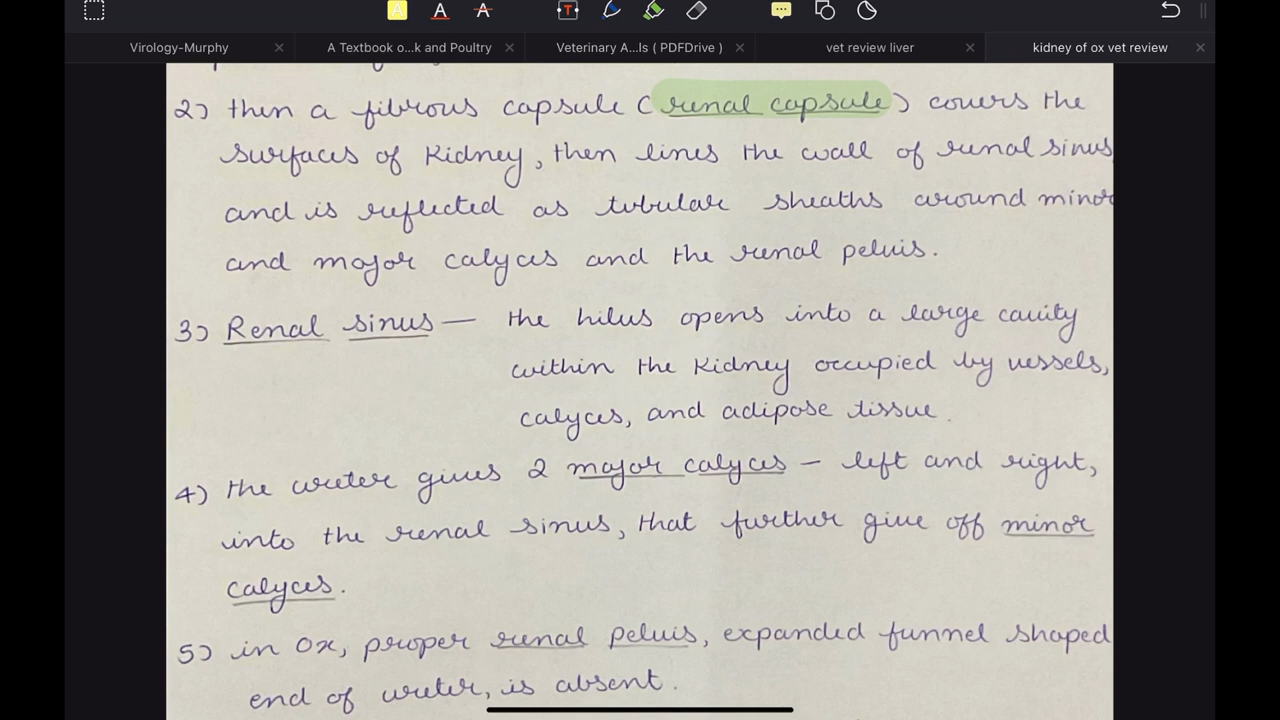 A A A T
Virology-Murphy × A Textbook o...k and Poultry × Veterinary A...ls ( PDFDrive ) × vet review liver × kidney of ox vet review ×
2) then a fibrous capsule (renal capsule) covers the
surfaces of Kidney, then lines the wall of renal sinus
and is reflected as tubular sheaths around minor
and major calyces and the renal pelvis.
3) Renal sinus — the hilus opens into a large cavity
within the Kidney occupied by vessels,
calyces, and adipose tissue.
4) the ureter gives 2 major calyces - left and right,
into the renal sinus, that further give off minor
calyces.
5) in Ox, proper renal pelvis, expanded funnel shaped
end of ureter, is absent.